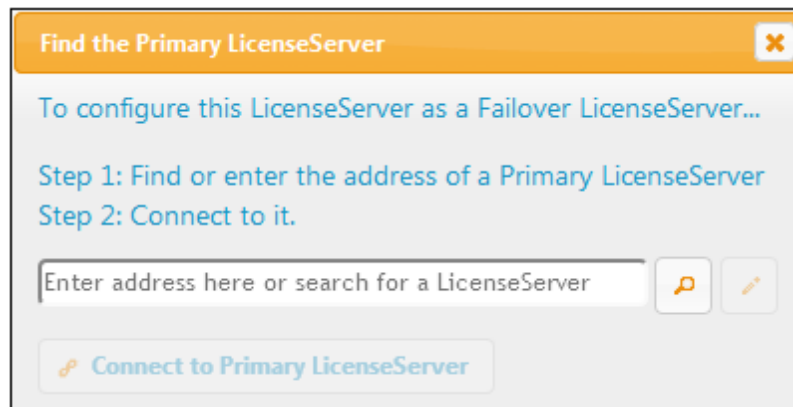 Find the Primary LicenseServer
To configure this LicenseServer as a Failover LicenseServer...
Step 1: Find or enter the address of a Primary LicenseServer
Step 2: Connect to it.
Enter address here or search for a LicenseServer
Connect to Primary LicenseServer